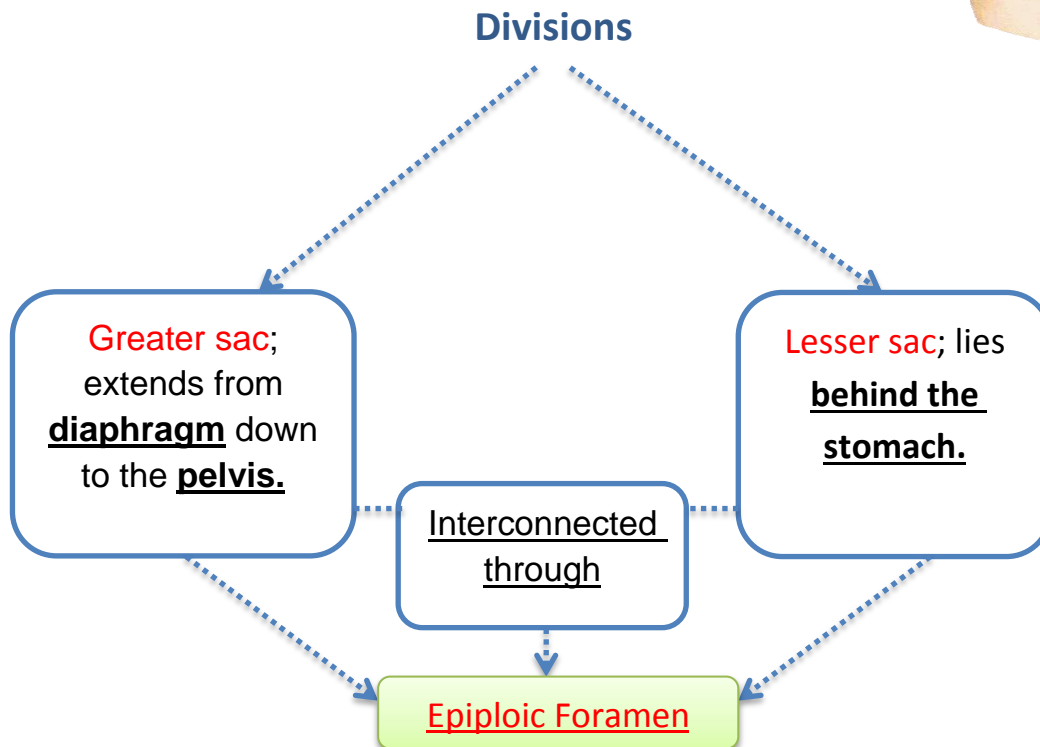 Divisions
Greater sac;
extends from
diaphragm down
to the pelvis.
Lesser sac; lies
behind the
stomach.
Interconnected
through
Epiploic Foramen